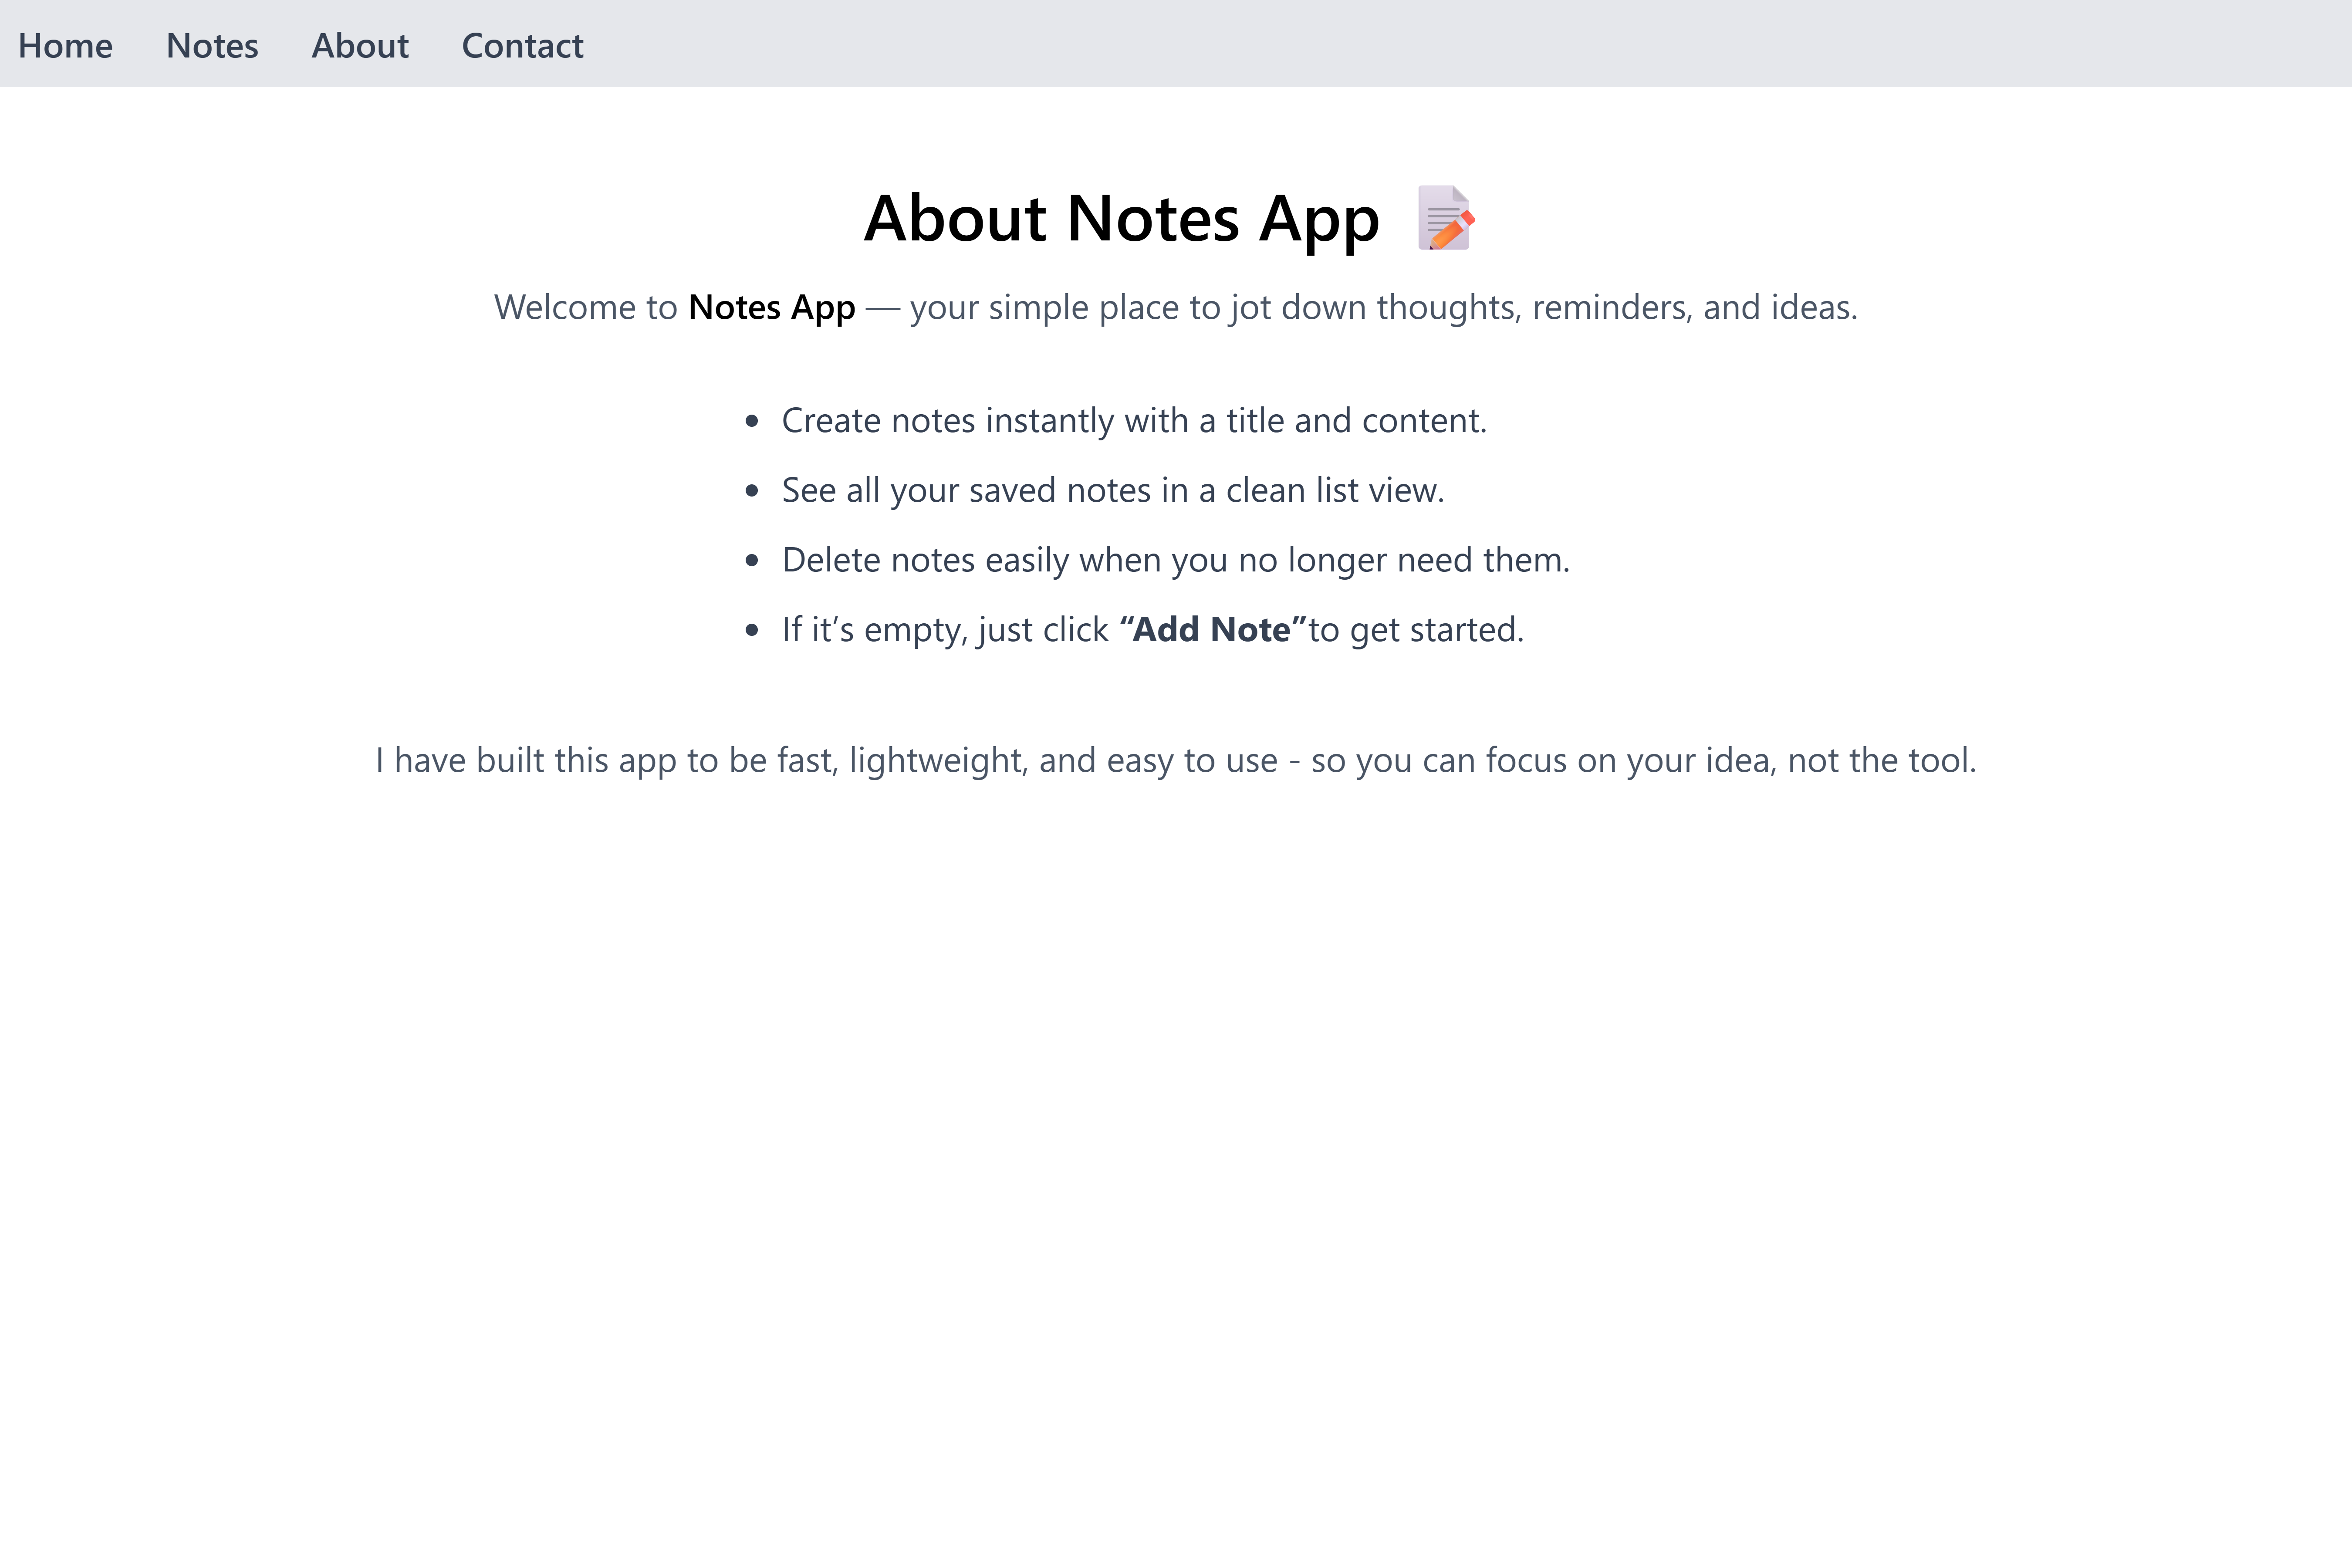 Home Notes About Contact
About Notes App 📝
Welcome to Notes App — your simple place to jot down thoughts, reminders, and ideas.
• Create notes instantly with a title and content.
• See all your saved notes in a clean list view.
• Delete notes easily when you no longer need them.
• If it’s empty, just click “Add Note”to get started.
I have built this app to be fast, lightweight, and easy to use - so you can focus on your idea, not the tool.